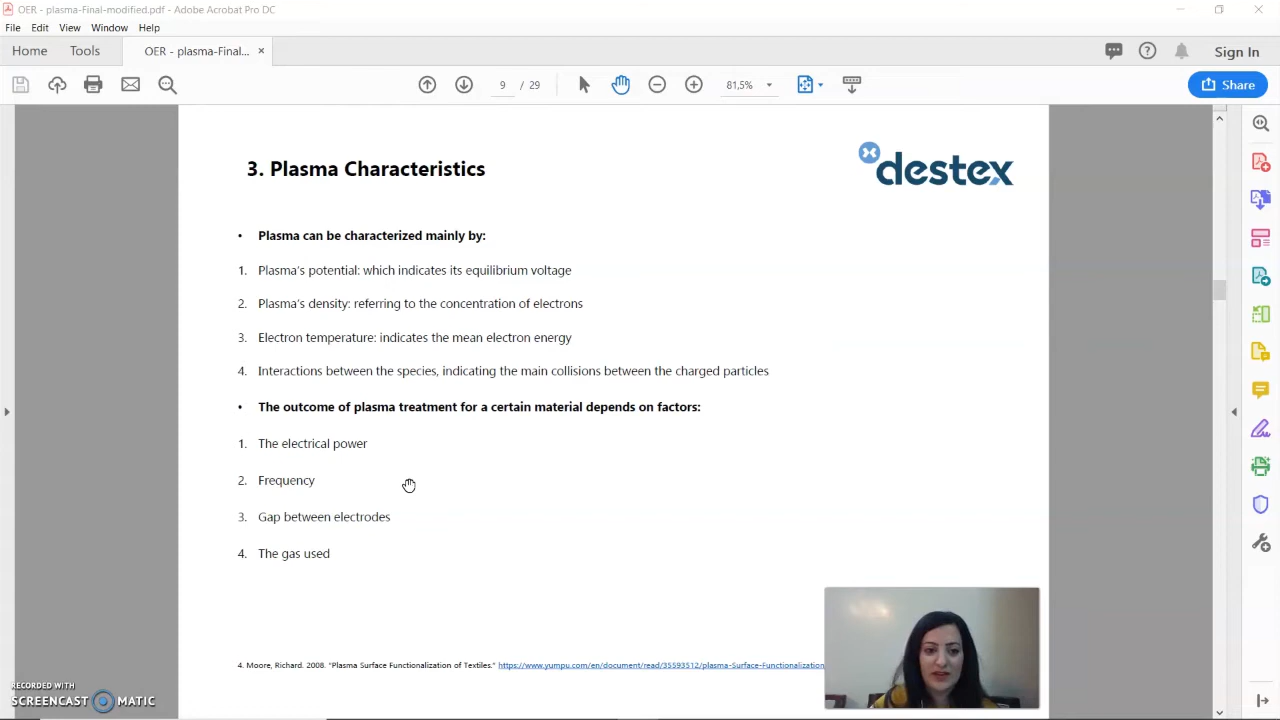 OER - plasma-Final-modified.pdf - Adobe Acrobat Pro DC
File Edit View Window Help
Home Tools OER - plasma-Final... × Sign In
9 / 29 81,5% Share
3. Plasma Characteristics
destex
• Plasma can be characterized mainly by:
1. Plasma's potential: which indicates its equilibrium voltage
2. Plasma's density: referring to the concentration of electrons
3. Electron temperature: indicates the mean electron energy
4. Interactions between the species, indicating the main collisions between the charged particles
• The outcome of plasma treatment for a certain material depends on factors:
1. The electrical power
2. Frequency
3. Gap between electrodes
4. The gas used
4. Moore, Richard. 2008. "Plasma Surface Functionalization of Textiles." https://www.yumpu.com/en/document/read/35593512/plasma-Surface-Functionalization
RECORDED WITH
SCREENCAST MATIC